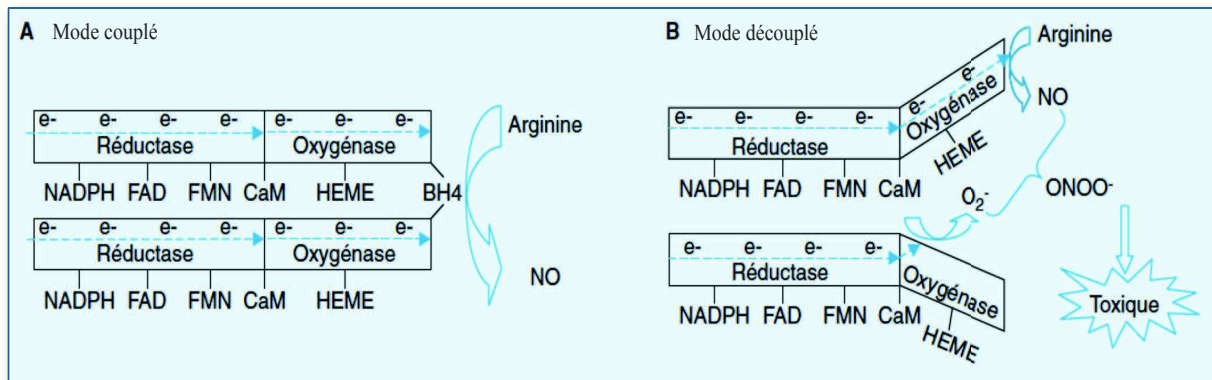 A Mode couplé
e- e- e- e- e- e- e-
Réductase Oxygénase
NADPH FAD FMN CaM HEME
BH4
e- e- e- e- e- e- e-
Réductase Oxygénase
NADPH FAD FMN CaM HEME
Arginine
NO
B Mode découplé
e- e- e- e- e- e-
Réductase Oxygénase
NADPH FAD FMN CaM HEME
Arginine
NO
O2-
ONOO-
e- e- e- e-
Réductase Oxygénase
NADPH FAD FMN CaM HEME
Toxique